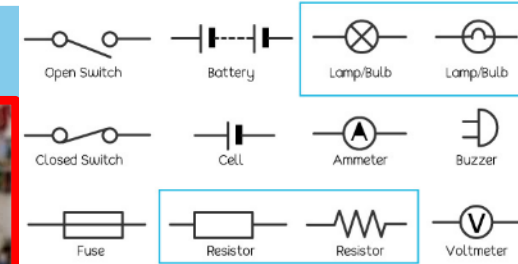 Open Switch Battery Lamp/Bulb Lamp/Bulb
A
Closed Switch Cell Ammeter Buzzer
V
Fuse Resistor Resistor Voltmeter